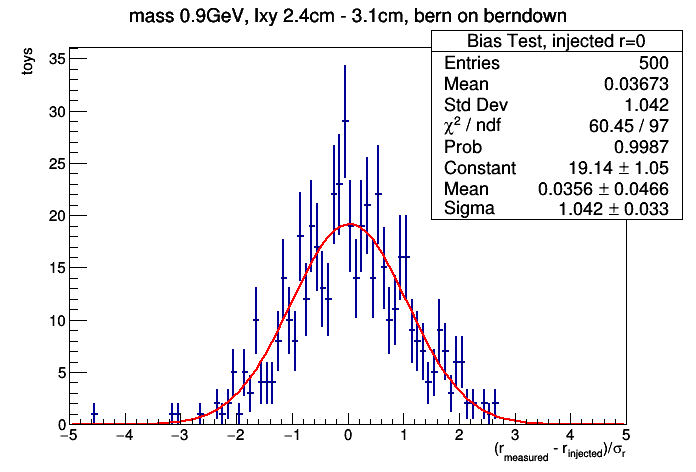 mass 0.9GeV, lxy 2.4cm - 3.1cm, bern on berndown
toys
Bias Test, injected r=0
Entries 500
Mean 0.03673
Std Dev 1.042
χ² / ndf 60.45 / 97
Prob 0.9987
Constant 19.14 ± 1.05
Mean 0.0356 ± 0.0466
Sigma 1.042 ± 0.033
35
30
25
20
15
10
5
0
−5 −4 −3 −2 −1 0 1 2 3 4 5
(r_measured - r_injected)/σ_r